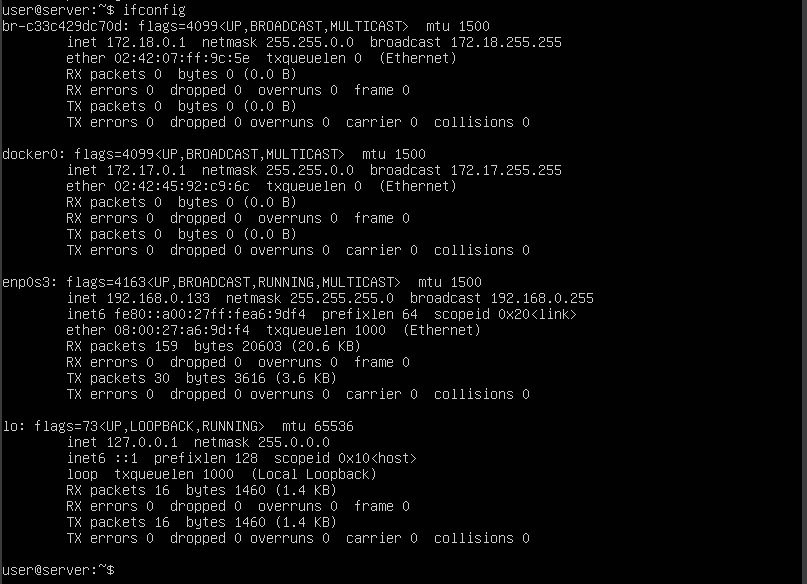 user@server:~$ ifconfig
br-c33c429dc70d: flags=4099<UP,BROADCAST,MULTICAST>  mtu 1500
        inet 172.18.0.1  netmask 255.255.0.0  broadcast 172.18.255.255
        ether 02:42:07:ff:9c:5e  txqueuelen 0  (Ethernet)
        RX packets 0  bytes 0 (0.0 B)
        RX errors 0  dropped 0  overruns 0  frame 0
        TX packets 0  bytes 0 (0.0 B)
        TX errors 0  dropped 0 overruns 0  carrier 0  collisions 0

docker0: flags=4099<UP,BROADCAST,MULTICAST>  mtu 1500
        inet 172.17.0.1  netmask 255.255.0.0  broadcast 172.17.255.255
        ether 02:42:45:92:c9:6c  txqueuelen 0  (Ethernet)
        RX packets 0  bytes 0 (0.0 B)
        RX errors 0  dropped 0  overruns 0  frame 0
        TX packets 0  bytes 0 (0.0 B)
        TX errors 0  dropped 0 overruns 0  carrier 0  collisions 0

enp0s3: flags=4163<UP,BROADCAST,RUNNING,MULTICAST>  mtu 1500
        inet 192.168.0.133  netmask 255.255.255.0  broadcast 192.168.0.255
        inet6 fe80::a00:27ff:fea6:9df4  prefixlen 64  scopeid 0x20<link>
        ether 08:00:27:a6:9d:f4  txqueuelen 1000  (Ethernet)
        RX packets 159  bytes 20603 (20.6 KB)
        RX errors 0  dropped 0  overruns 0  frame 0
        TX packets 30  bytes 3616 (3.6 KB)
        TX errors 0  dropped 0 overruns 0  carrier 0  collisions 0

lo: flags=73<UP,LOOPBACK,RUNNING>  mtu 65536
        inet 127.0.0.1  netmask 255.0.0.0
        inet6 ::1  prefixlen 128  scopeid 0x10<host>
        loop  txqueuelen 1000  (Local Loopback)
        RX packets 16  bytes 1460 (1.4 KB)
        RX errors 0  dropped 0  overruns 0  frame 0
        TX packets 16  bytes 1460 (1.4 KB)
        TX errors 0  dropped 0 overruns 0  carrier 0  collisions 0

user@server:~$